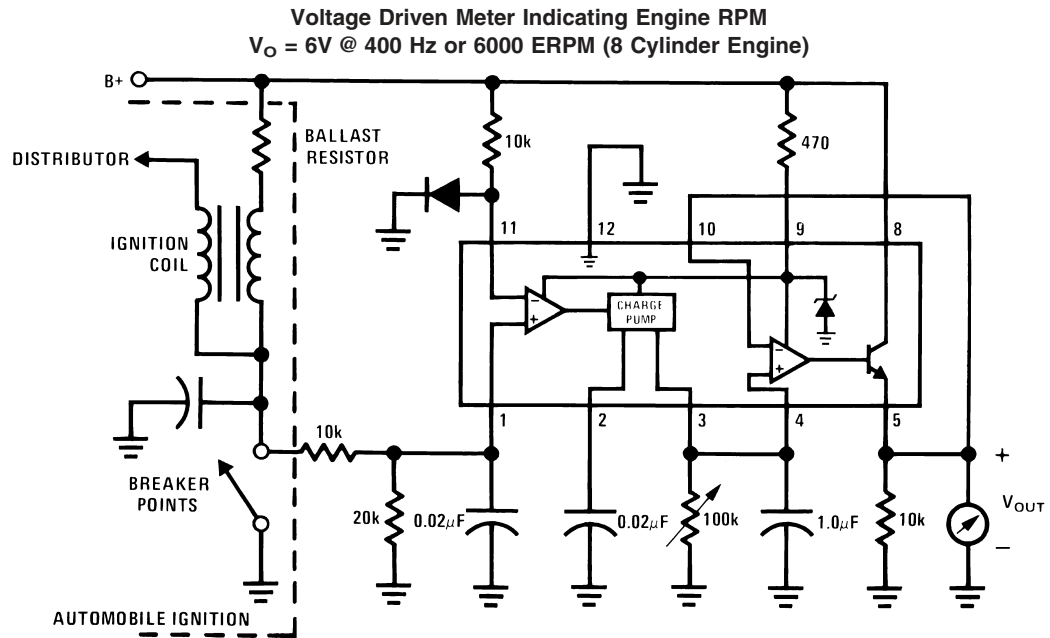 Voltage Driven Meter Indicating Engine RPM
V_O = 6V @ 400 Hz or 6000 ERPM (8 Cylinder Engine)
B+
BALLAST
RESISTOR
10k
470
DISTRIBUTOR
11
12
10
9
8
IGNITION
COIL
−
+
CHARGE
PUMP
−
+
1
2
3
4
5
10k
+
BREAKER
POINTS
20k
0.02μF
0.02μF
100k
1.0μF
10k
V_OUT
−
AUTOMOBILE IGNITION